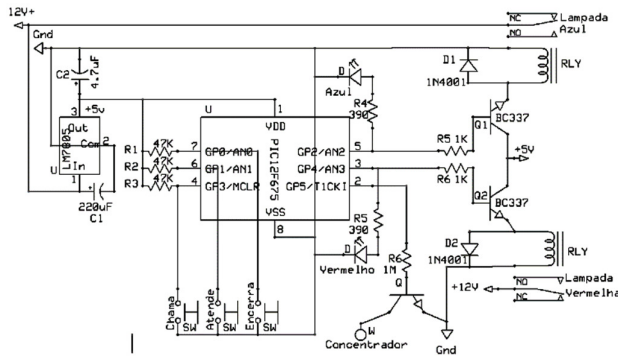 12V+
NC Lampada
NO Azul
Gnd
C2
4.7uF
D1
1N4001
RLY
+5v
3
Out
Com 2
LM7805
U
In
1
220uF
C1
R1 47K 7
R2 47K 6
R3 47K 4
U
1
VDD
PIC12F675
GP0/AN0
GP1/AN1
GP3/MCLR
GP2/AN2 5
GP4/AN3 3
GP5/T1CKI 2
VSS
8
D
Azul
R4
390
R5 1K
R6 1K
Q1
BC337
+5V
Q2
BC337
R5
390
D
Vermelho
R6
1M
Q
D2
1N4001
RLY
NO Lampada
+12V
NC Vermelha
Chama
SW
Atende
SW
Encerra
SW
W
Concentrador
Gnd